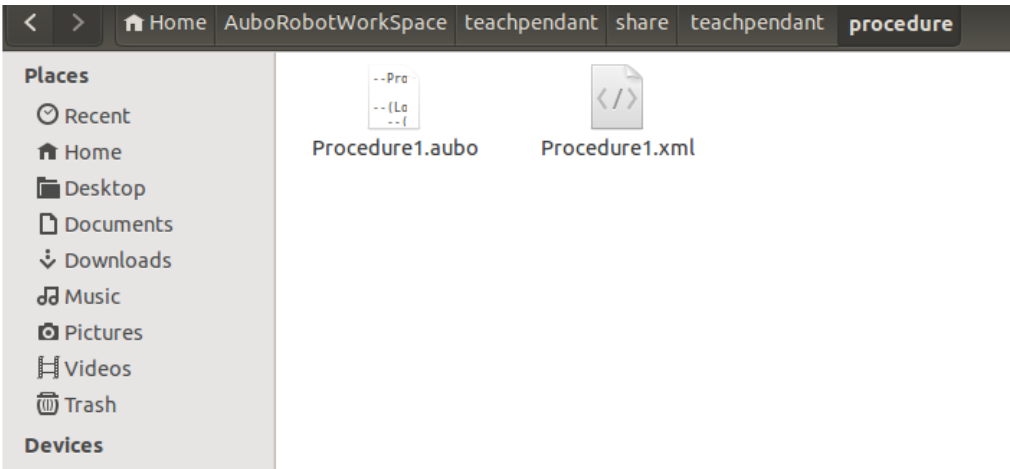 Home AuboRobotWorkSpace teachpendant share teachpendant procedure
Places
Recent
Home
Desktop
Documents
Downloads
Music
Pictures
Videos
Trash
Devices
--Pro
--(Lo
--(
Procedure1.aubo Procedure1.xml